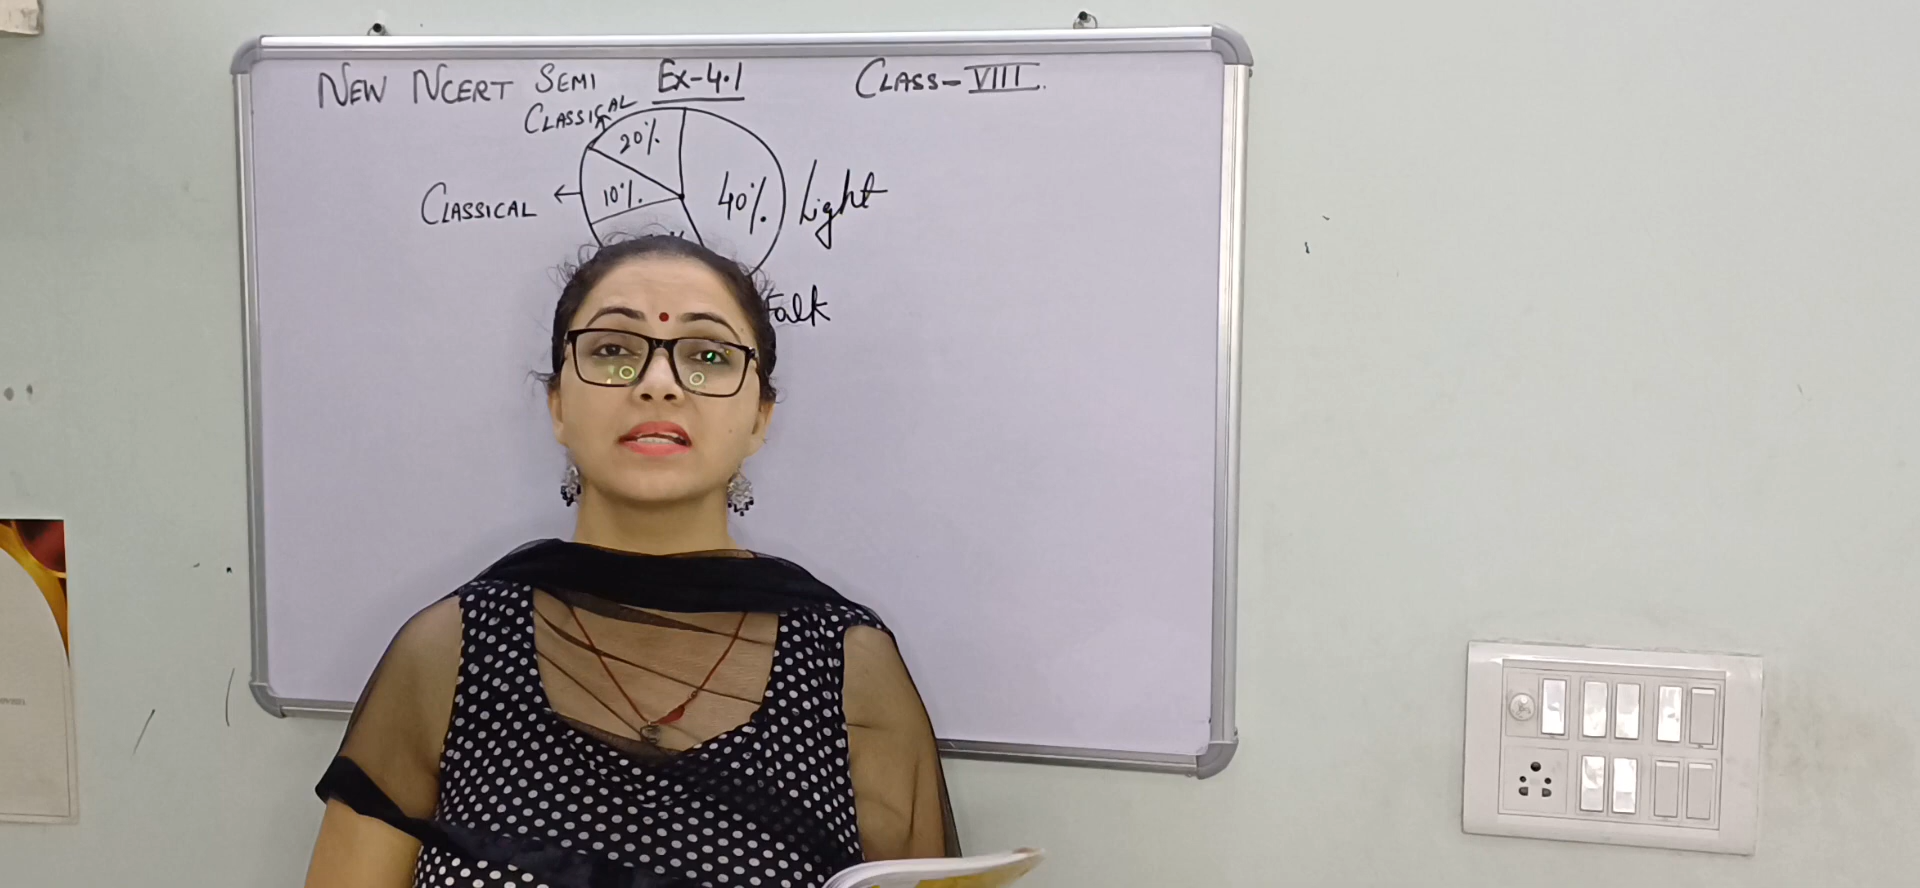 NEW NCERT Ex-4.1 CLASS-VIII.
SEMI
CLASSICAL
20%
CLASSICAL
10%
40%
Light
Folk